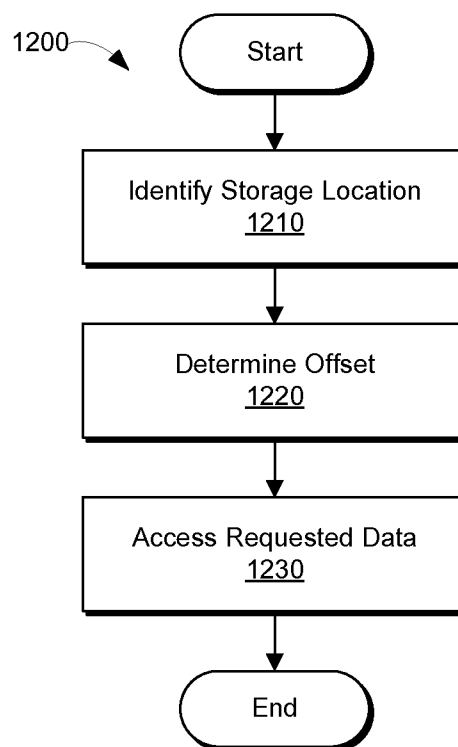 1200
Start
Identify Storage Location
1210
Determine Offset
1220
Access Requested Data
1230
End